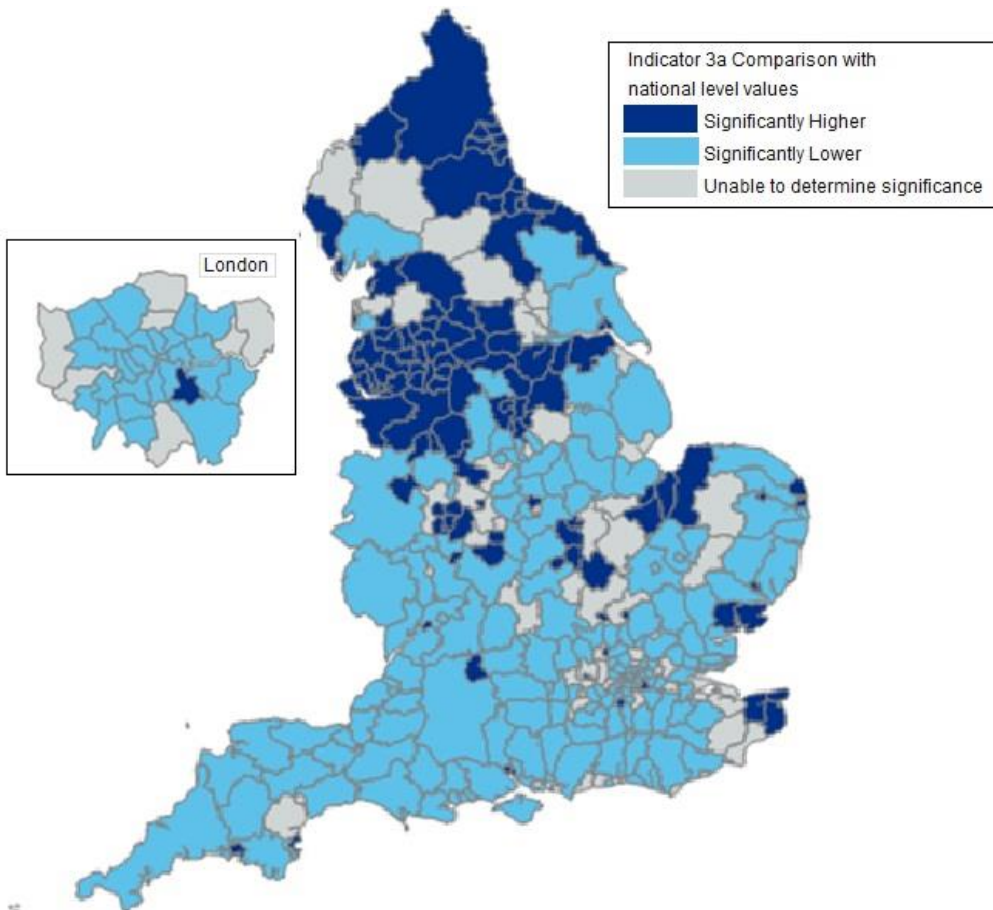 Indicator 3a Comparison with
national level values
Significantly Higher
Significantly Lower
Unable to determine significance
London